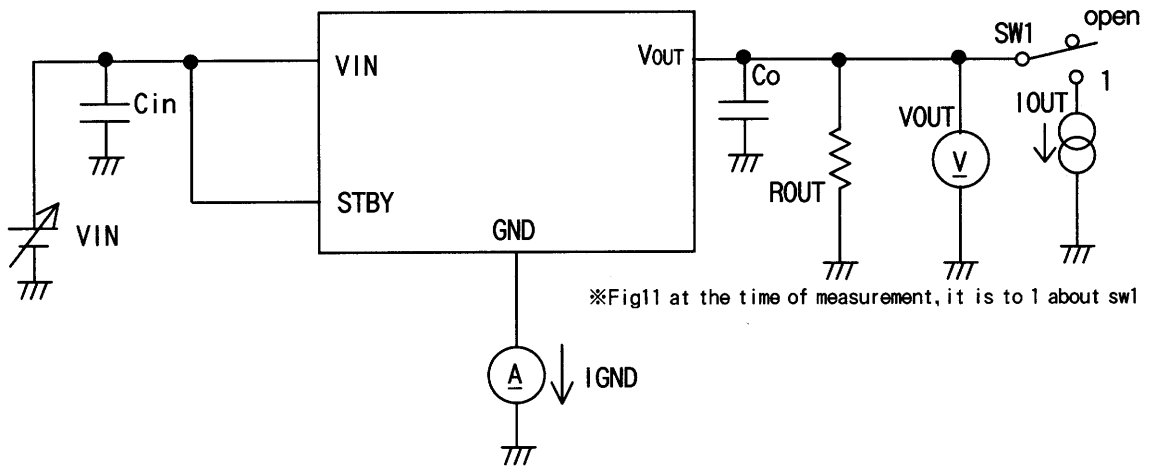 open
SW1
VIN
VOUT
Co
Cin
1
IOUT
VOUT
V
ROUT
STBY
GND
VIN
※Fig11 at the time of measurement, it is to 1 about sw1
A
IGND